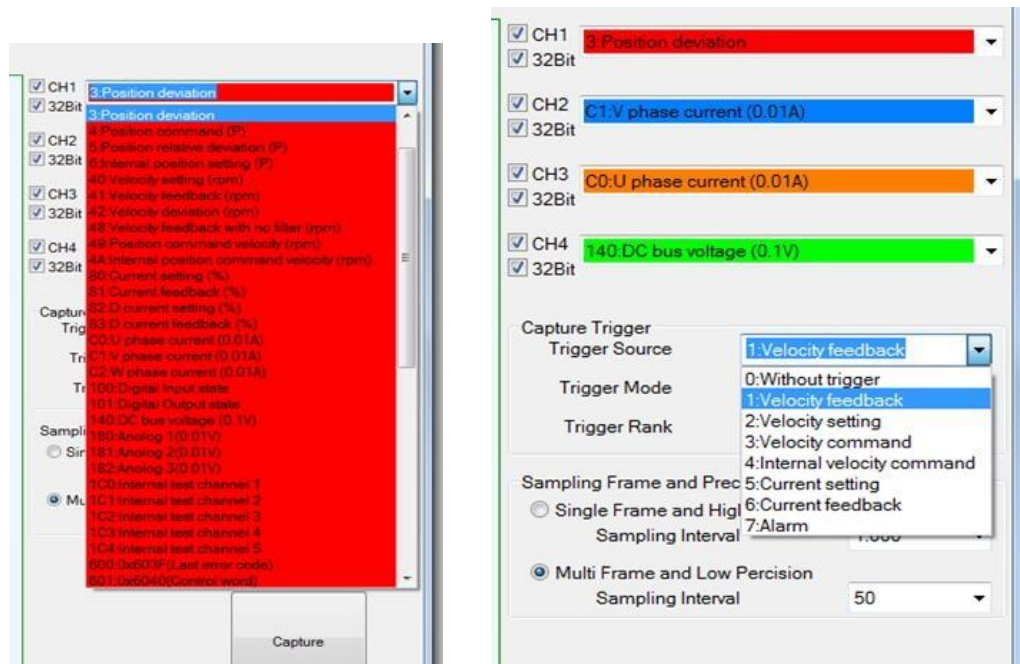 CH1
32Bit
3:Position deviation
3:Position deviation
4:Position command (P)
5:Position relative deviation (P)
6:Internal position setting (P)
40:Velocity setting (rpm)
41:Velocity feedback (rpm)
42:Velocity deviation (rpm)
48:Velocity feedback with no filter (rpm)
49:Position command velocity (rpm)
4A:Internal position command velocity (rpm)
80:Current setting (%)
81:Current feedback (%)
82:D current setting (%)
83:D current feedback (%)
C0:U phase current (0.01A)
C1:V phase current (0.01A)
C2:W phase current (0.01A)
100:Digital Input state
101:Digital Output state
140:DC bus voltage (0.1V)
180:Anolog 1(0.01V)
181:Anolog 2(0.01V)
182:Anolog 3(0.01V)
1C0:Internal test channel 1
1C1:Internal test channel 2
1C2:Internal test channel 3
1C3:Internal test channel 4
1C4:Internal test channel 5
600:0x603F(Last error code)
601:0x6040(Control word)
CH2
32Bit
CH3
32Bit
CH4
32Bit
Captur
Trig
Tri
Tr
Sampli
Sir
Mu
Capture
CH1
32Bit
3:Position deviation
CH2
32Bit
C1:V phase current (0.01A)
CH3
32Bit
C0:U phase current (0.01A)
CH4
32Bit
140:DC bus voltage (0.1V)
Capture Trigger
Trigger Source
1:Velocity feedback
Trigger Mode
Trigger Rank
0:Without trigger
1:Velocity feedback
2:Velocity setting
3:Velocity command
4:Internal velocity command
5:Current setting
6:Current feedback
7:Alarm
Sampling Frame and Prec
Single Frame and Hig
Sampling Interval
Multi Frame and Low Percision
Sampling Interval
50